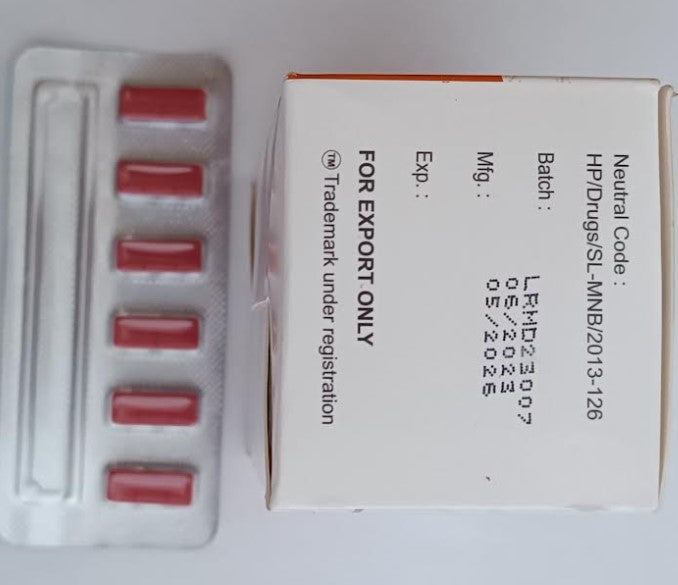 Neutral Code :
HP/Drugs/SL-MNB/2013-126
Batch : LRMD23007
Mfg. : 06/2023
Exp. : 05/2026
FOR EXPORT ONLY
TM Trademark under registration